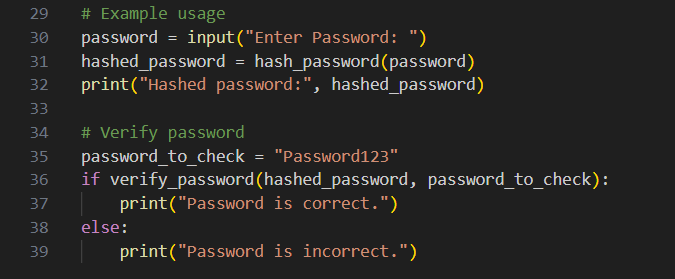 29 # Example usage
30 password = input("Enter Password: ")
31 hashed_password = hash_password(password)
32 print("Hashed password:", hashed_password)
33
34 # Verify password
35 password_to_check = "Password123"
36 if verify_password(hashed_password, password_to_check):
37     print("Password is correct.")
38 else:
39     print("Password is incorrect.")